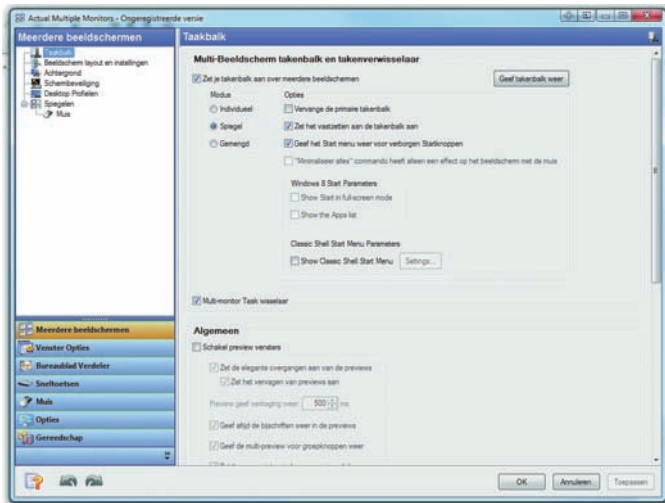 Actual Multiple Monitors - Ongeregistreerde versie
Meerdere beeldschermen
Taakbalk
Beeldscherm layout en instellingen
Achtergrond
Schermbeveiliging
Desktop Profielen
Spiegelen
Muis
Meerdere beeldschermen
Venster Opties
Bureaublad Verdeler
Sneltoetsen
Muis
Opties
Gereedschap
Taakbalk
Multi-Beeldscherm takenbalk en takenverwisselaar
Zet je takenbalk aan over meerdere beeldschermen
Geef takenbalk weer
Modus
Opties
Individueel
Vervange de primaire takenbalk
Spiegel
Zet het vastzetten aan de takenbalk aan
Gemengd
Geef het Start menu weer voor verborgen Startknoppen
"Minimaliseer alles" commando heeft alleen een effect op het beeldscherm met de muis
Windows 8 Start Parameters
Show Start in full-screen mode
Show the Apps list
Classic Shell Start Menu Parameters
Show Classic Shell Start Menu
Settings...
Multi-monitor Taak wisselaar
Algemeen
Schakel preview vensters
Zet de elegante overgangen aan van de previews
Zet het vervagen van previews aan
Preview geef vertraging weer: 500 ms
Geef altijd de bijschriften weer in de previews
Geef de multi-preview voor groepknoppen weer
OK
Annuleren
Toepassen